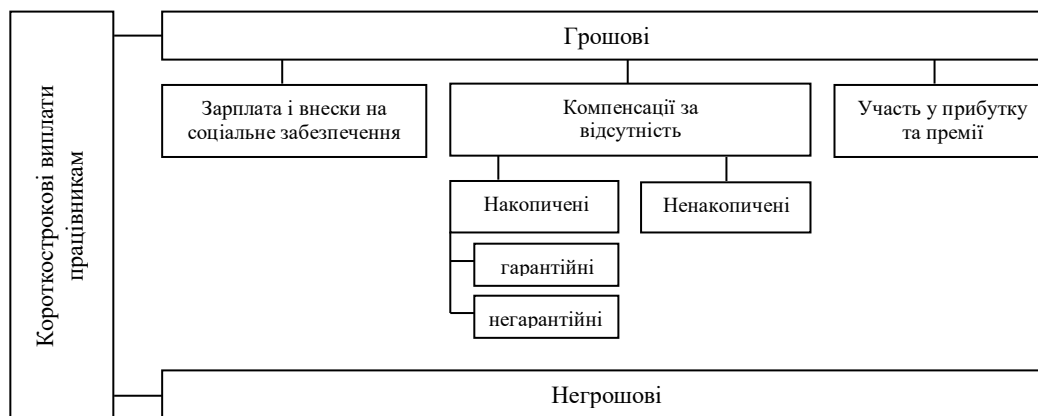 Короткострокові виплати
працівникам
Грошові
Зарплата і внески на
соціальне забезпечення
Компенсації за
відсутність
Участь у прибутку
та премії
Накопичені
Ненакопичені
гарантійні
негарантійні
Негрошові